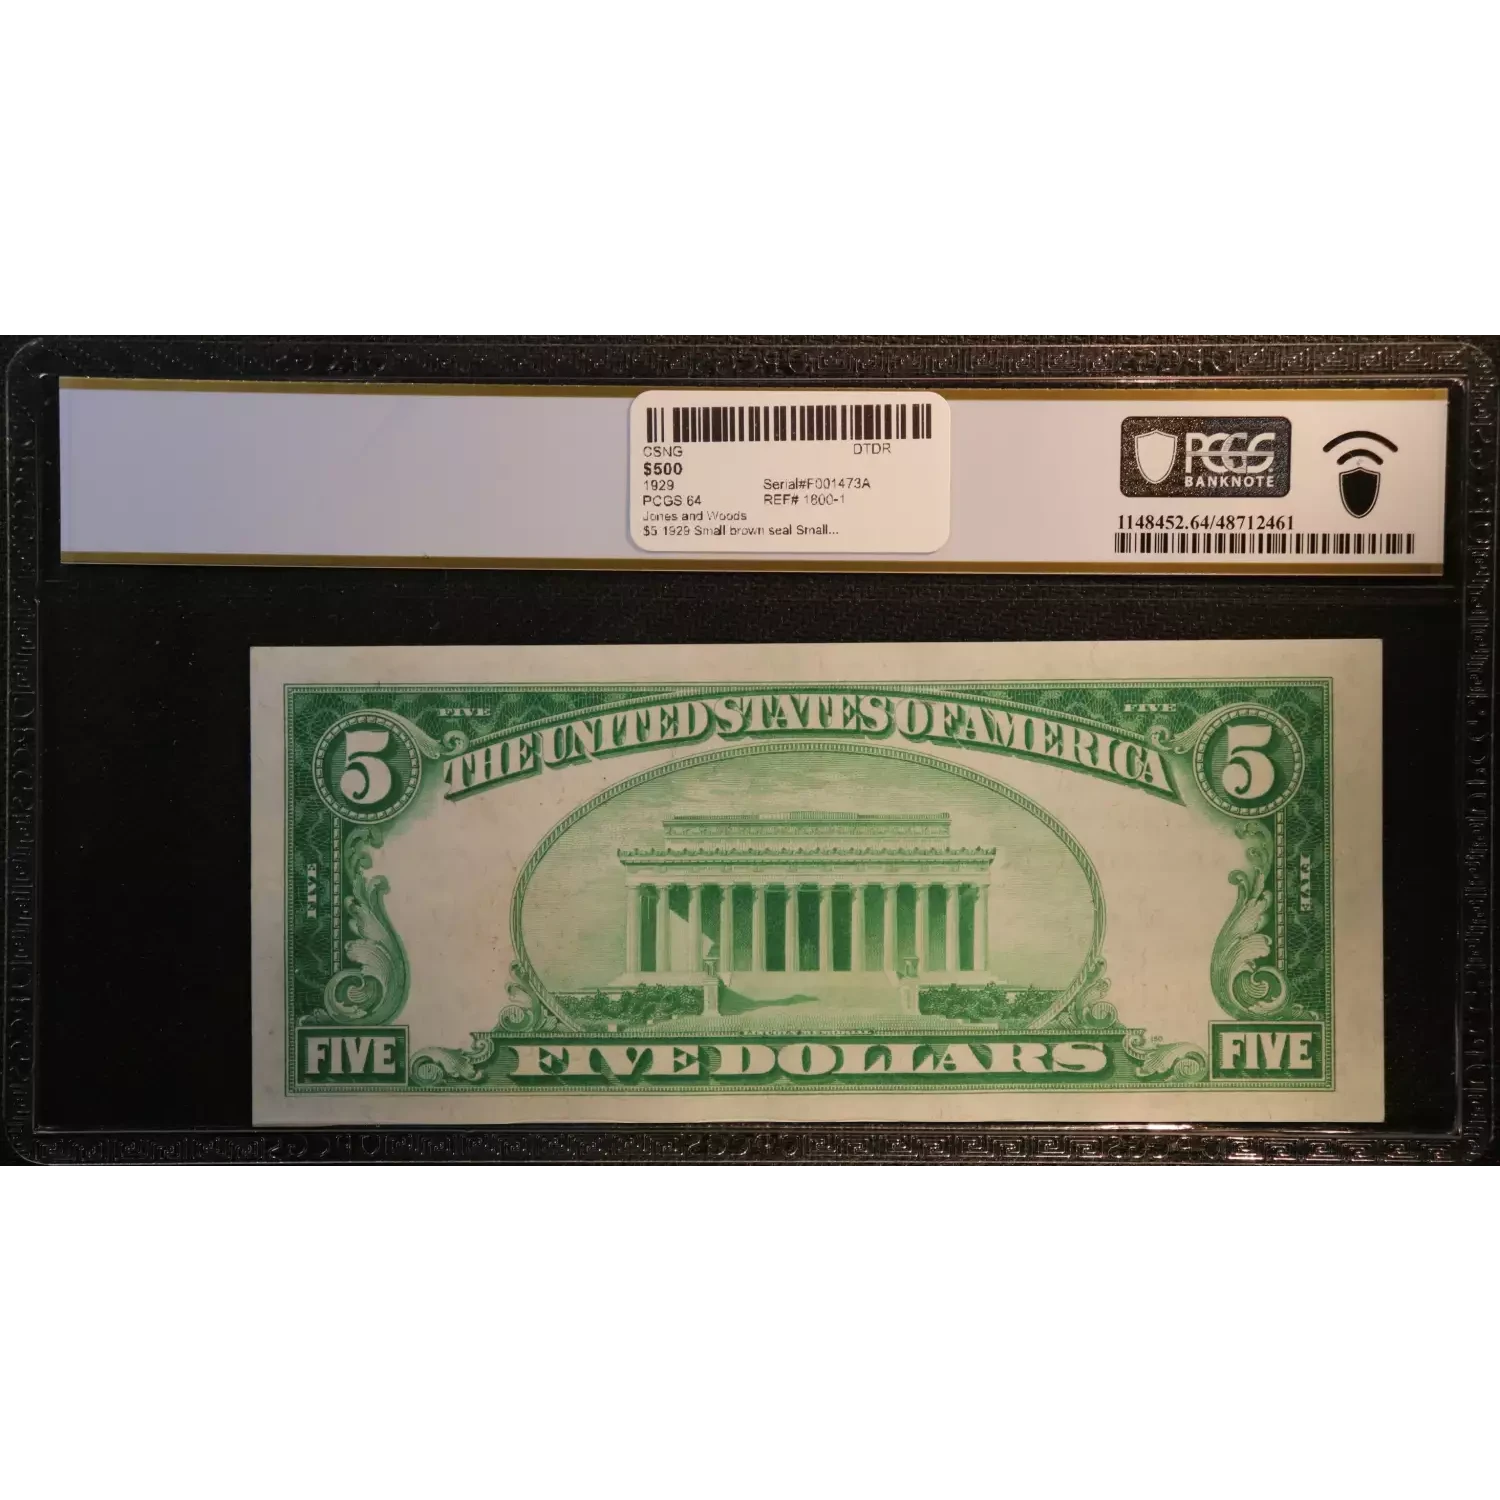 CSNG DTDR
$500
1929 Serial#F001473A
PCGS 64 REF# 1800-1
Jones and Woods
$5 1929 Small brown seal Small...
PCGS
BANKNOTE
1148452.64/48712461
FIVE FIVE
THE UNITED STATES OF AMERICA
5 5
FIVE FIVE
LINCOLN MEMORIAL
FIVE FIVE DOLLARS FIVE